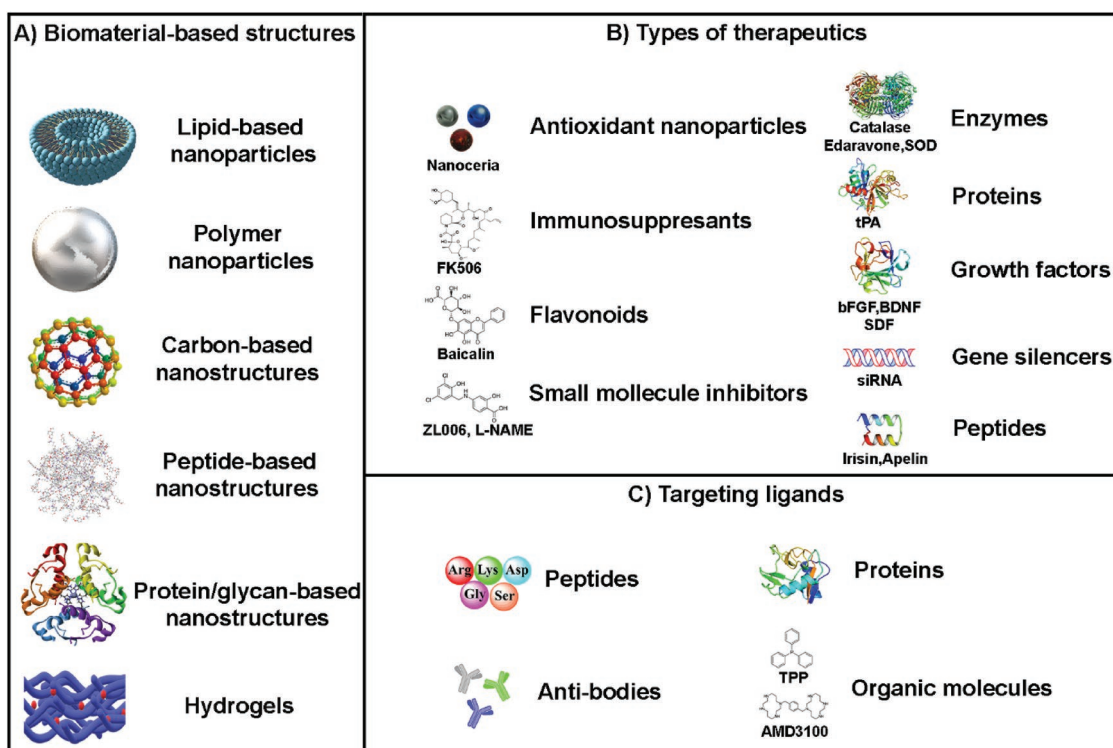 A) Biomaterial-based structures
Lipid-based
nanoparticles
Polymer
nanoparticles
Carbon-based
nanostructures
Peptide-based
nanostructures
Protein/glycan-based
nanostructures
Hydrogels
B) Types of therapeutics
Nanoceria
Antioxidant nanoparticles
FK506
Immunosuppresants
Baicalin
Flavonoids
ZL006, L-NAME
Small mollecule inhibitors
Catalase
Edaravone,SOD
Enzymes
tPA
Proteins
bFGF,BDNF
SDF
Growth factors
siRNA
Gene silencers
Irisin,Apelin
Peptides
C) Targeting ligands
Arg Lys Asp
Gly Ser
Peptides
Anti-bodies
Proteins
TPP
AMD3100
Organic molecules